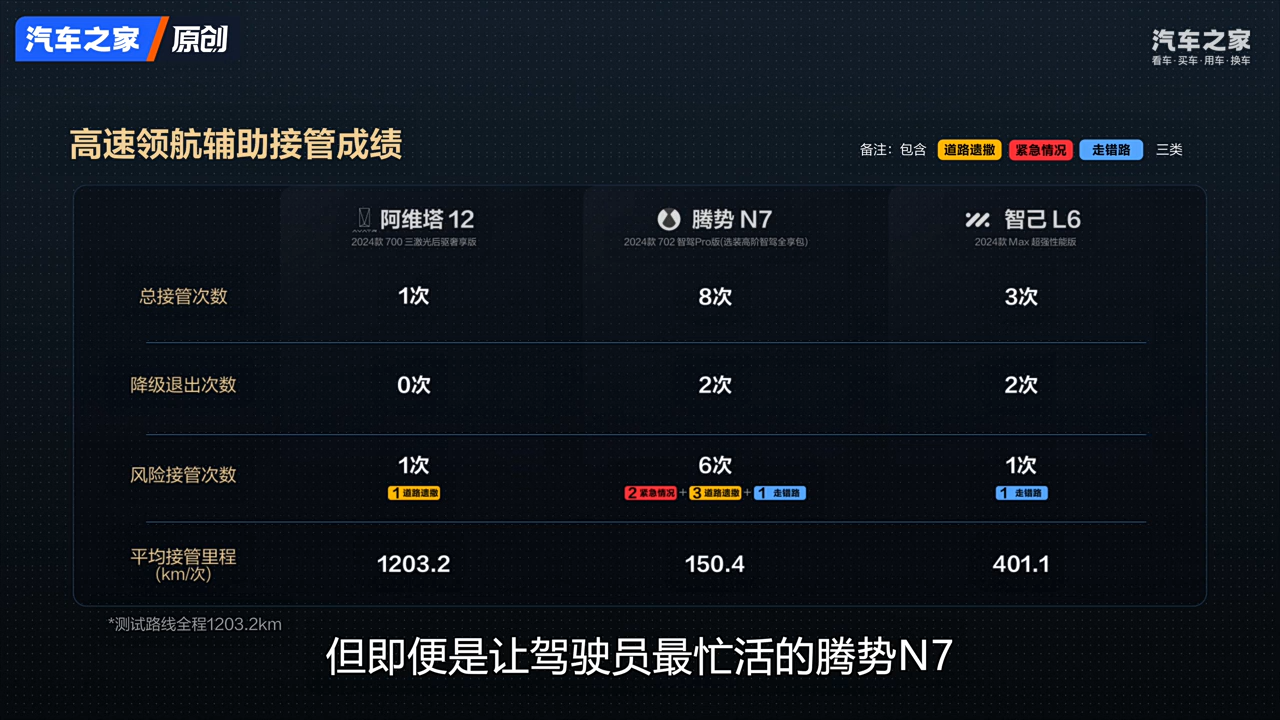 汽车之家 原创
汽车之家
看车·买车·用车·换车
高速领航辅助接管成绩
备注：包含 道路遗撒 紧急情况 走错路 三类
阿维塔 12 腾势 N7 智己 L6
2024款 700 三激光后驱奢享版 2024款 702 智驾Pro版(选装高阶智驾全享包) 2024款 Max 超强性能版
总接管次数 1次 8次 3次
降级退出次数 0次 2次 2次
风险接管次数 1次 6次 1次
1 道路遗撒 2 紧急情况 + 3 道路遗撒 + 1 走错路 1 走错路
平均接管里程 1203.2 150.4 401.1
(km/次)
*测试路线全程1203.2km
但即便是让驾驶员最忙活的腾势N7